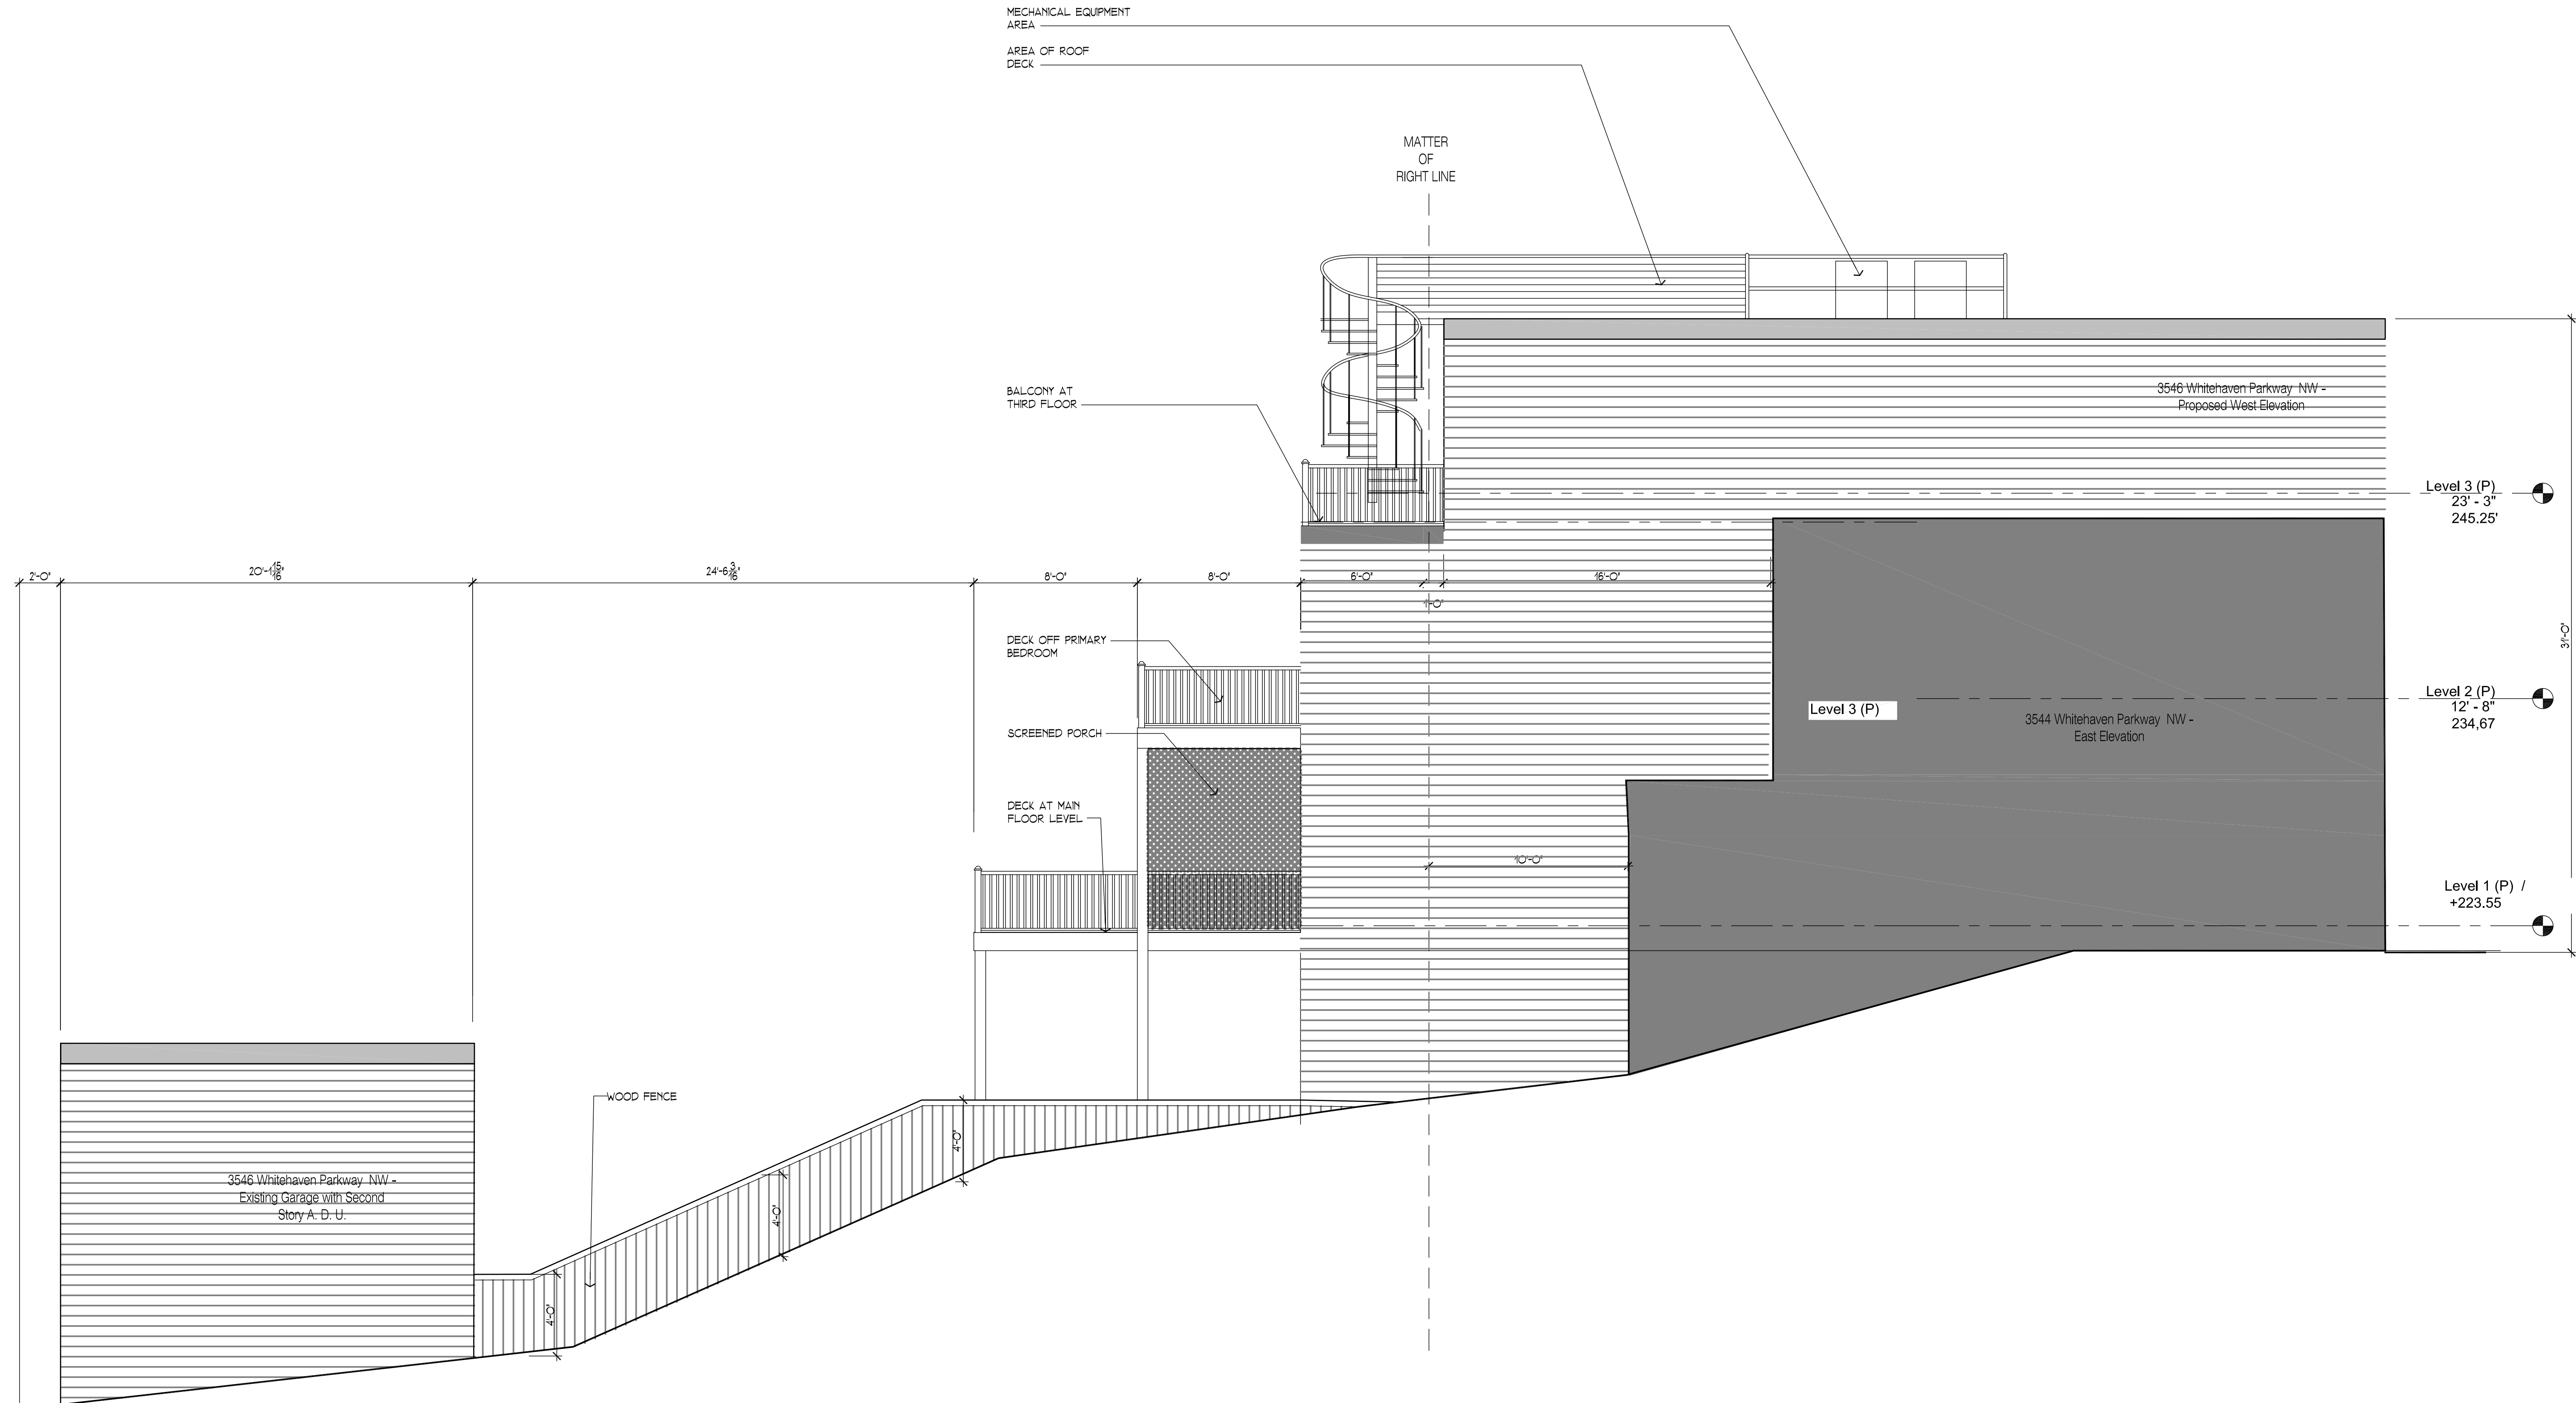 MECHANICAL EQUIPMENT
AREA
AREA OF ROOF
DECK
MATTER
OF
RIGHT LINE
BALCONY AT
THIRD FLOOR
3546 Whitehaven Parkway NW -
Proposed West Elevation
Level 3 (P)
23' - 3"
245.25'
2'-0"
20'-1 15/16"
24'-6 3/16"
8'-0"
8'-0"
6'-0"
1'-0"
16'-0"
31'-0"
DECK OFF PRIMARY
BEDROOM
Level 2 (P)
12' - 8"
234,67
Level 3 (P)
3544 Whitehaven Parkway NW -
East Elevation
SCREENED PORCH
DECK AT MAIN
FLOOR LEVEL
10'-0"
Level 1 (P) /
+223.55
WOOD FENCE
4'-0"
4'-0"
4'-0"
3546 Whitehaven Parkway NW -
Existing Garage with Second
Story A. D. U.